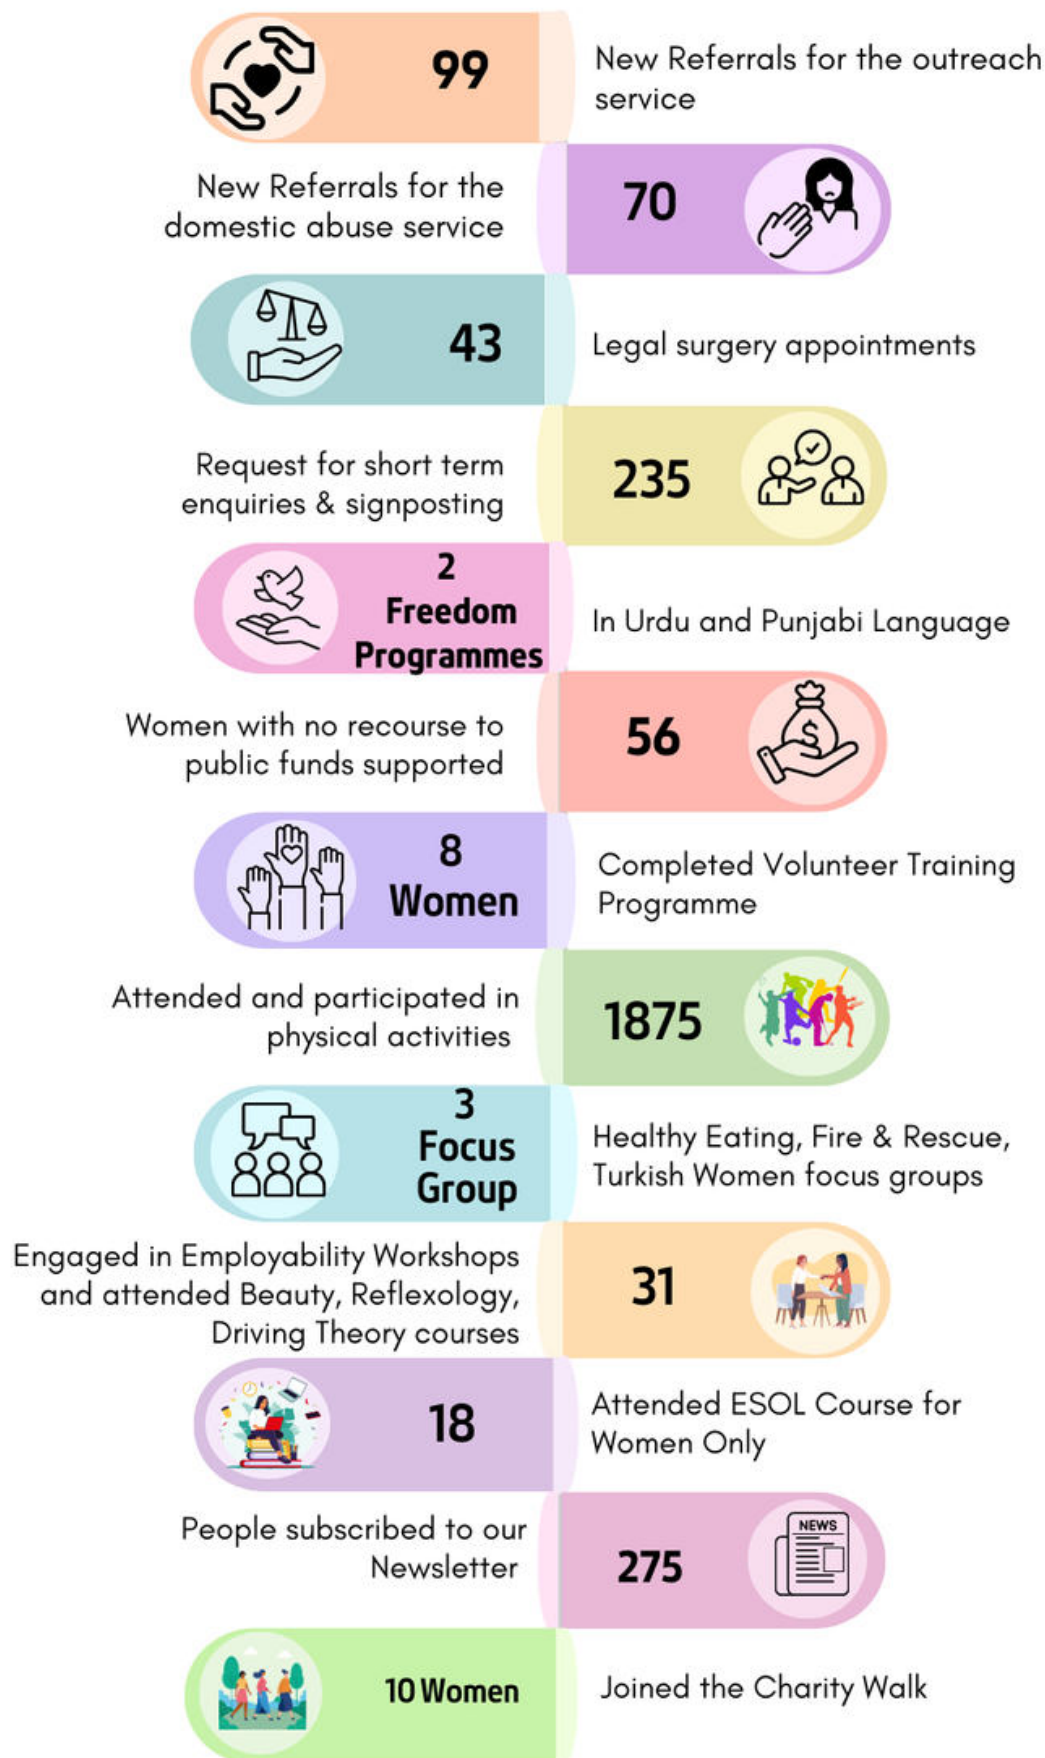 99
New Referrals for the outreach
service
New Referrals for the
domestic abuse service
70
43
Legal surgery appointments
Request for short term
enquiries & signposting
235
2
Freedom
Programmes
In Urdu and Punjabi Language
Women with no recourse to
public funds supported
56
$
8
Women
Completed Volunteer Training
Programme
Attended and participated in
physical activities
1875
3
Focus
Group
Healthy Eating, Fire & Rescue,
Turkish Women focus groups
Engaged in Employability Workshops
and attended Beauty, Reflexology,
Driving Theory courses
31
18
Attended ESOL Course for
Women Only
People subscribed to our
Newsletter
275
NEWS
10 Women
Joined the Charity Walk